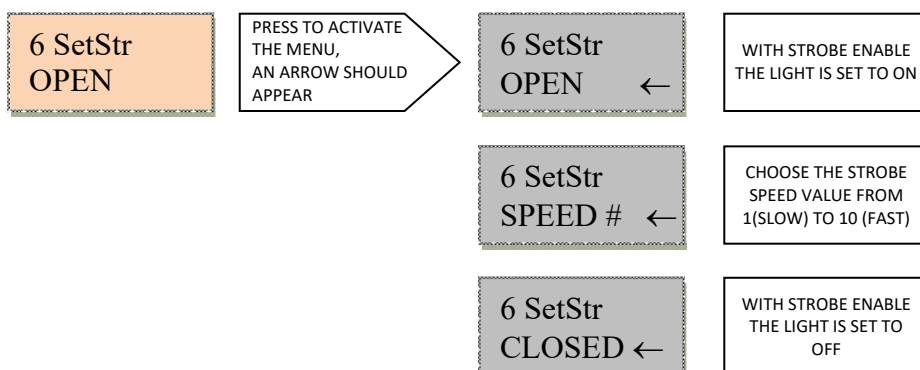 6 SetStr
OPEN
PRESS TO ACTIVATE
THE MENU,
AN ARROW SHOULD
APPEAR
6 SetStr
OPEN ←
WITH STROBE ENABLE
THE LIGHT IS SET TO ON
6 SetStr
SPEED # ←
CHOOSE THE STROBE
SPEED VALUE FROM
1(SLOW) TO 10 (FAST)
6 SetStr
CLOSED ←
WITH STROBE ENABLE
THE LIGHT IS SET TO
OFF